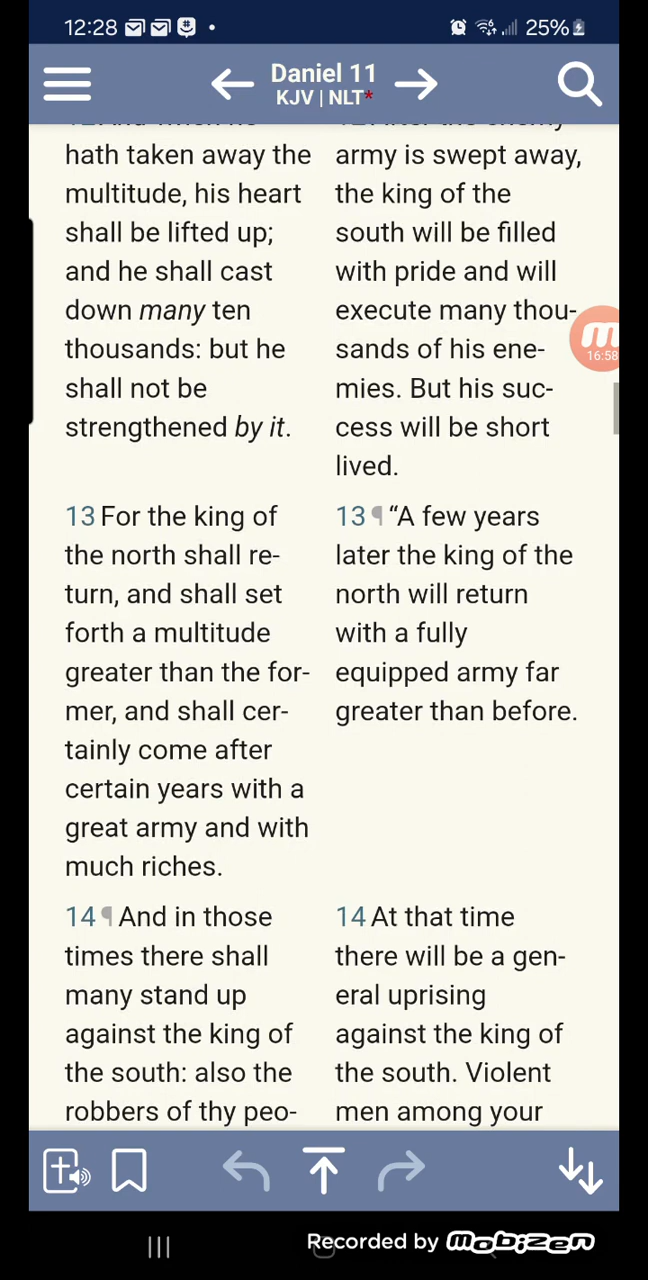 12:28
25%
Daniel 11
KJV | NLT*
hath taken away the
multitude, his heart
shall be lifted up;
and he shall cast
down many ten
thousands: but he
shall not be
strengthened by it.
13 For the king of
the north shall re-
turn, and shall set
forth a multitude
greater than the for-
mer, and shall cer-
tainly come after
certain years with a
great army and with
much riches.
14 ¶ And in those
times there shall
many stand up
against the king of
the south: also the
robbers of thy peo-
army is swept away,
the king of the
south will be filled
with pride and will
execute many thou-
sands of his ene-
mies. But his suc-
cess will be short
lived.
13 ¶ “A few years
later the king of the
north will return
with a fully
equipped army far
greater than before.
14 At that time
there will be a gen-
eral uprising
against the king of
the south. Violent
men among your
16:58
Recorded by mobizen